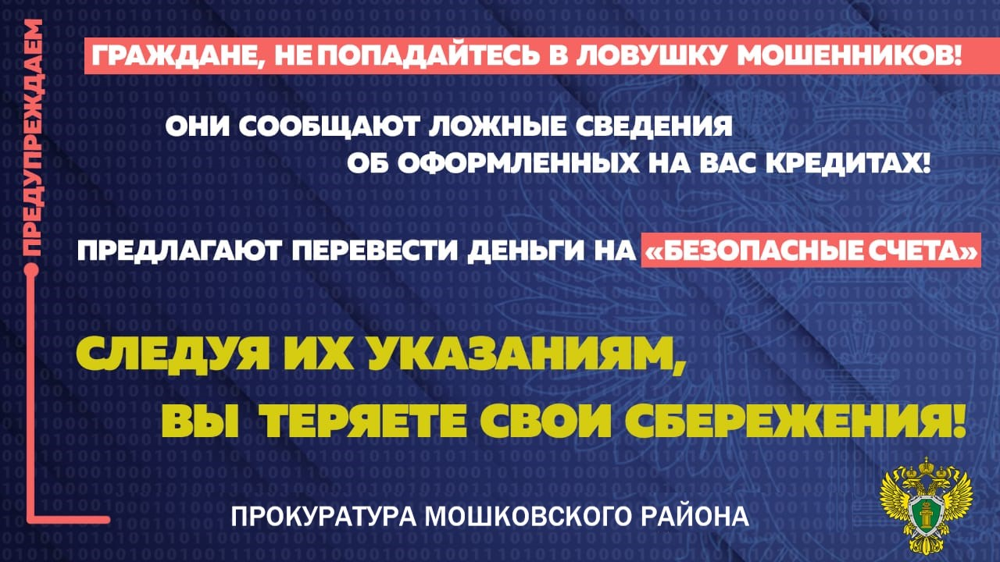 ПРЕДУПРЕЖДАЕМ
ГРАЖДАНЕ, НЕ ПОПАДАЙТЕСЬ В ЛОВУШКУ МОШЕННИКОВ!
ОНИ СООБЩАЮТ ЛОЖНЫЕ СВЕДЕНИЯ
ОБ ОФОРМЛЕННЫХ НА ВАС КРЕДИТАХ!
ПРЕДЛАГАЮТ ПЕРЕВЕСТИ ДЕНЬГИ НА «БЕЗОПАСНЫЕ СЧЕТА»
СЛЕДУЯ ИХ УКАЗАНИЯМ,
ВЫ ТЕРЯЕТЕ СВОИ СБЕРЕЖЕНИЯ!
ПРОКУРАТУРА МОШКОВСКОГО РАЙОНА